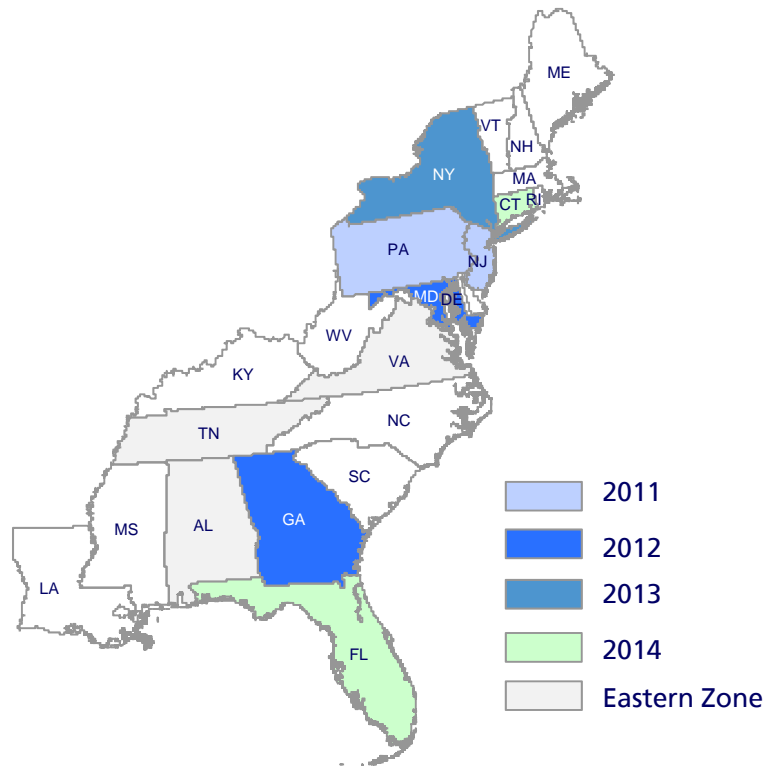 ME
VT
NH
NY
MA
CT
RI
PA
NJ
MD
DE
WV
VA
KY
NC
TN
SC
GA
AL
MS
LA
FL
2011
2012
2013
2014
Eastern Zone